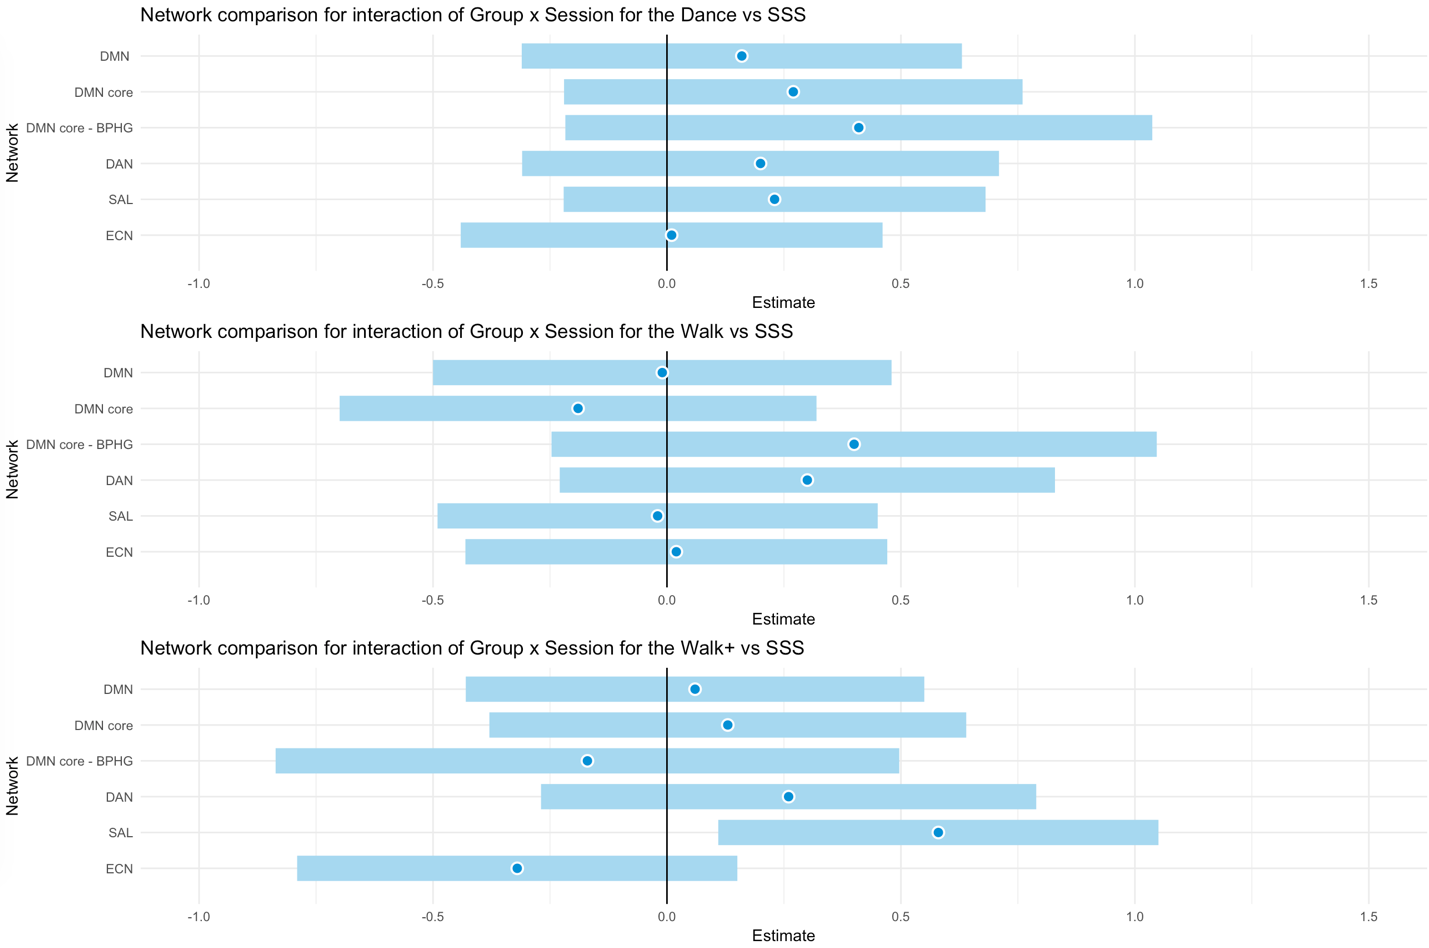 Network comparison for interaction of Group x Session for the Dance vs SSS
Network
DMN
DMN core
DMN core - BPHG
DAN
SAL
ECN
-1.0 -0.5 0.0 0.5 1.0 1.5
Estimate
Network comparison for interaction of Group x Session for the Walk vs SSS
Network
DMN
DMN core
DMN core - BPHG
DAN
SAL
ECN
-1.0 -0.5 0.0 0.5 1.0 1.5
Estimate
Network comparison for interaction of Group x Session for the Walk+ vs SSS
Network
DMN
DMN core
DMN core - BPHG
DAN
SAL
ECN
-1.0 -0.5 0.0 0.5 1.0 1.5
Estimate